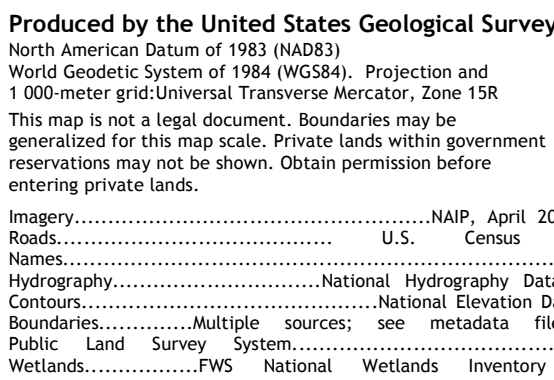 Produced by the United States Geological Survey
North American Datum of 1983 (NAD83)
World Geodetic System of 1984 (WGS84). Projection and
1 000-meter grid:Universal Transverse Mercator, Zone 15R
This map is not a legal document. Boundaries may be
generalized for this map scale. Private lands within government
reservations may not be shown. Obtain permission before
entering private lands.
Imagery.....................................................NAIP, April
Roads......................................... U.S. Census
Names.........................................................................
Hydrography...............................National Hydrography
Contours............................................National Elevation
Boundaries..............Multiple sources; see metadata
Public Land Survey System.......................................
Wetlands.................FWS National Wetlands Inventory